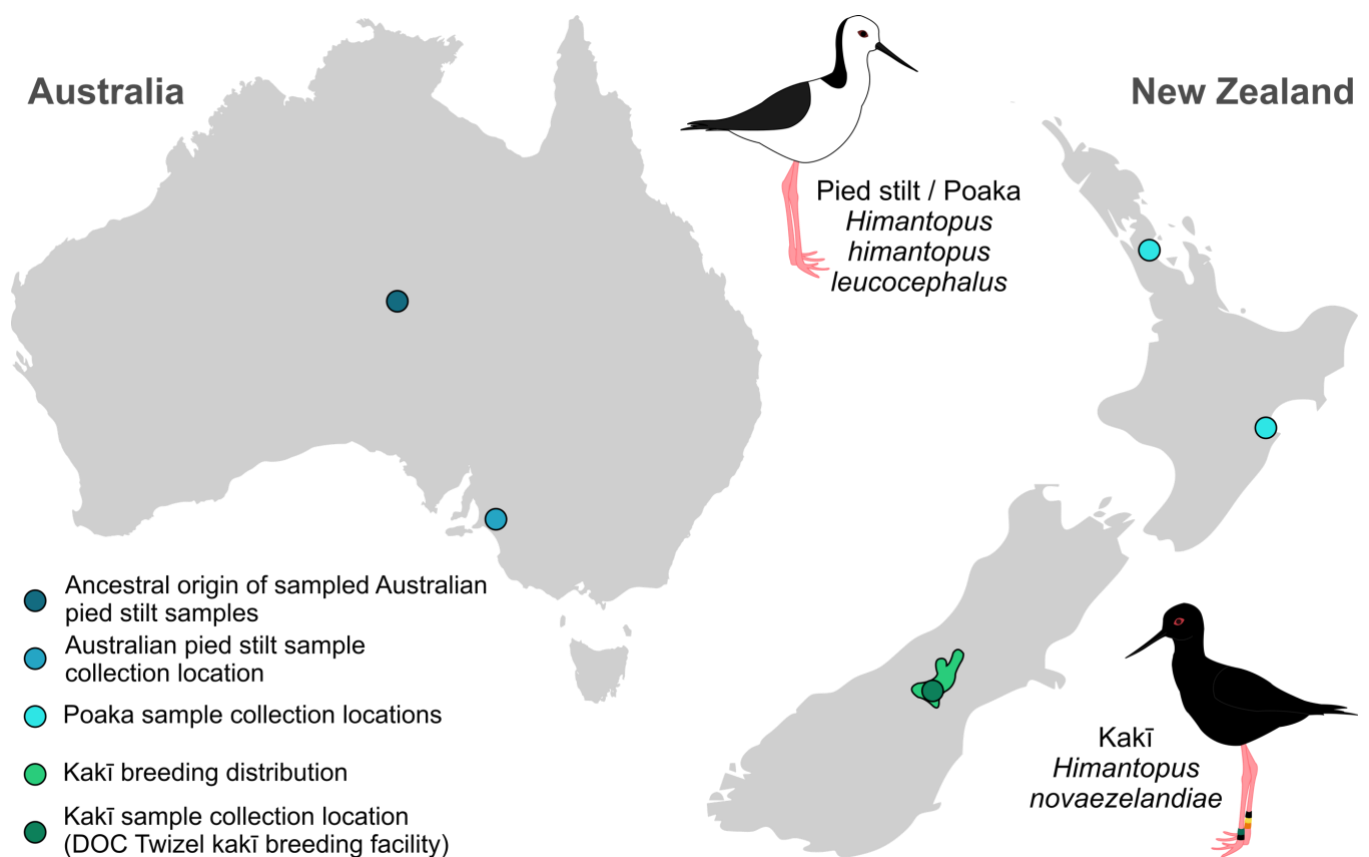 Australia
New Zealand
Pied stilt / Poaka
Himantopus
himantopus
leucocephalus
Ancestral origin of sampled Australian
pied stilt samples
Australian pied stilt sample
collection location
Poaka sample collection locations
Kakī breeding distribution
Kakī sample collection location
(DOC Twizel kakī breeding facility)
Kakī
Himantopus
novaezelandiae